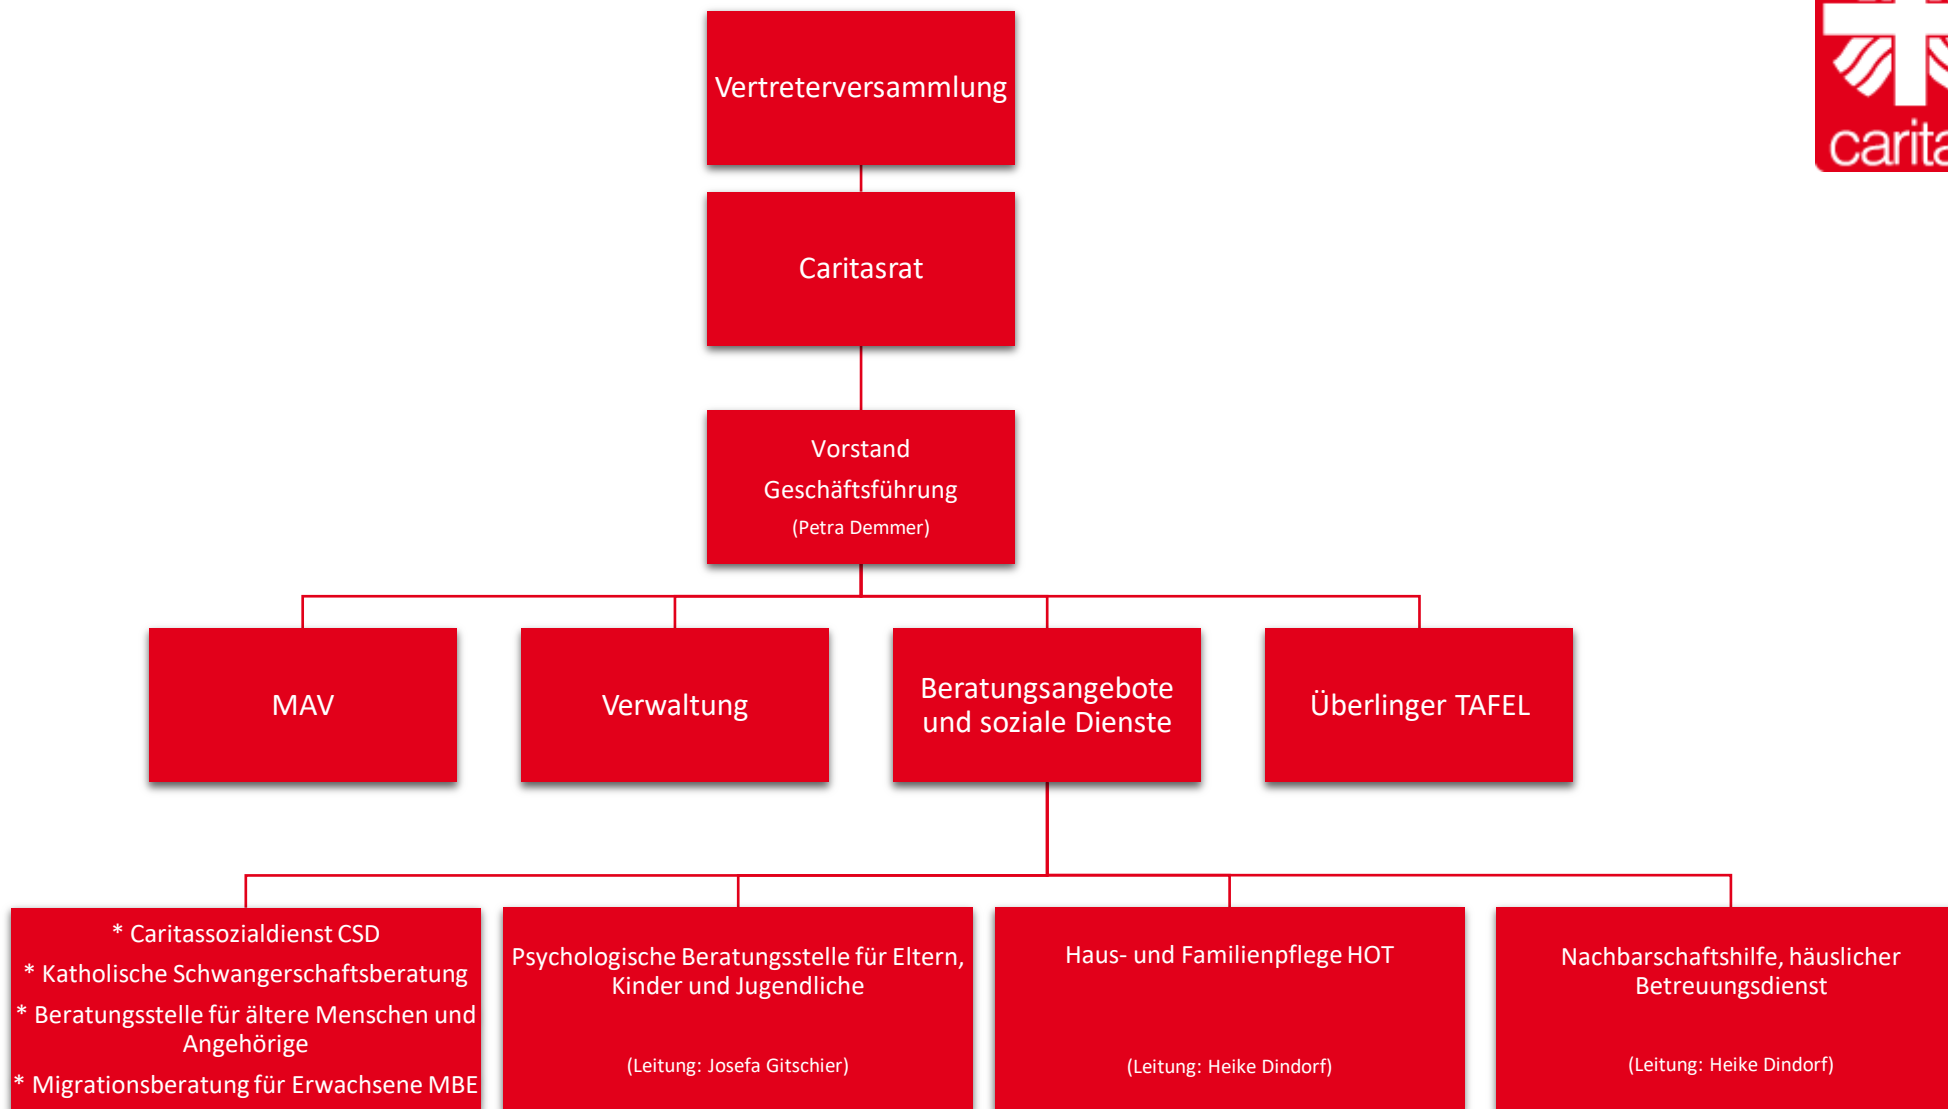 Vertreterversammlung
Caritasrat
Vorstand
Geschäftsführung
(Petra Demmer)
MAV
Verwaltung
Beratungsangebote
und soziale Dienste
Überlinger TAFEL
* Caritassozialdienst CSD
* Katholische Schwangerschaftsberatung
* Beratungsstelle für ältere Menschen und
Angehörige
* Migrationsberatung für Erwachsene MBE
Psychologische Beratungsstelle für Eltern,
Kinder und Jugendliche
(Leitung: Josefa Gitschier)
Haus- und Familienpflege HOT
(Leitung: Heike Dindorf)
Nachbarschaftshilfe, häuslicher
Betreuungsdienst
(Leitung: Heike Dindorf)